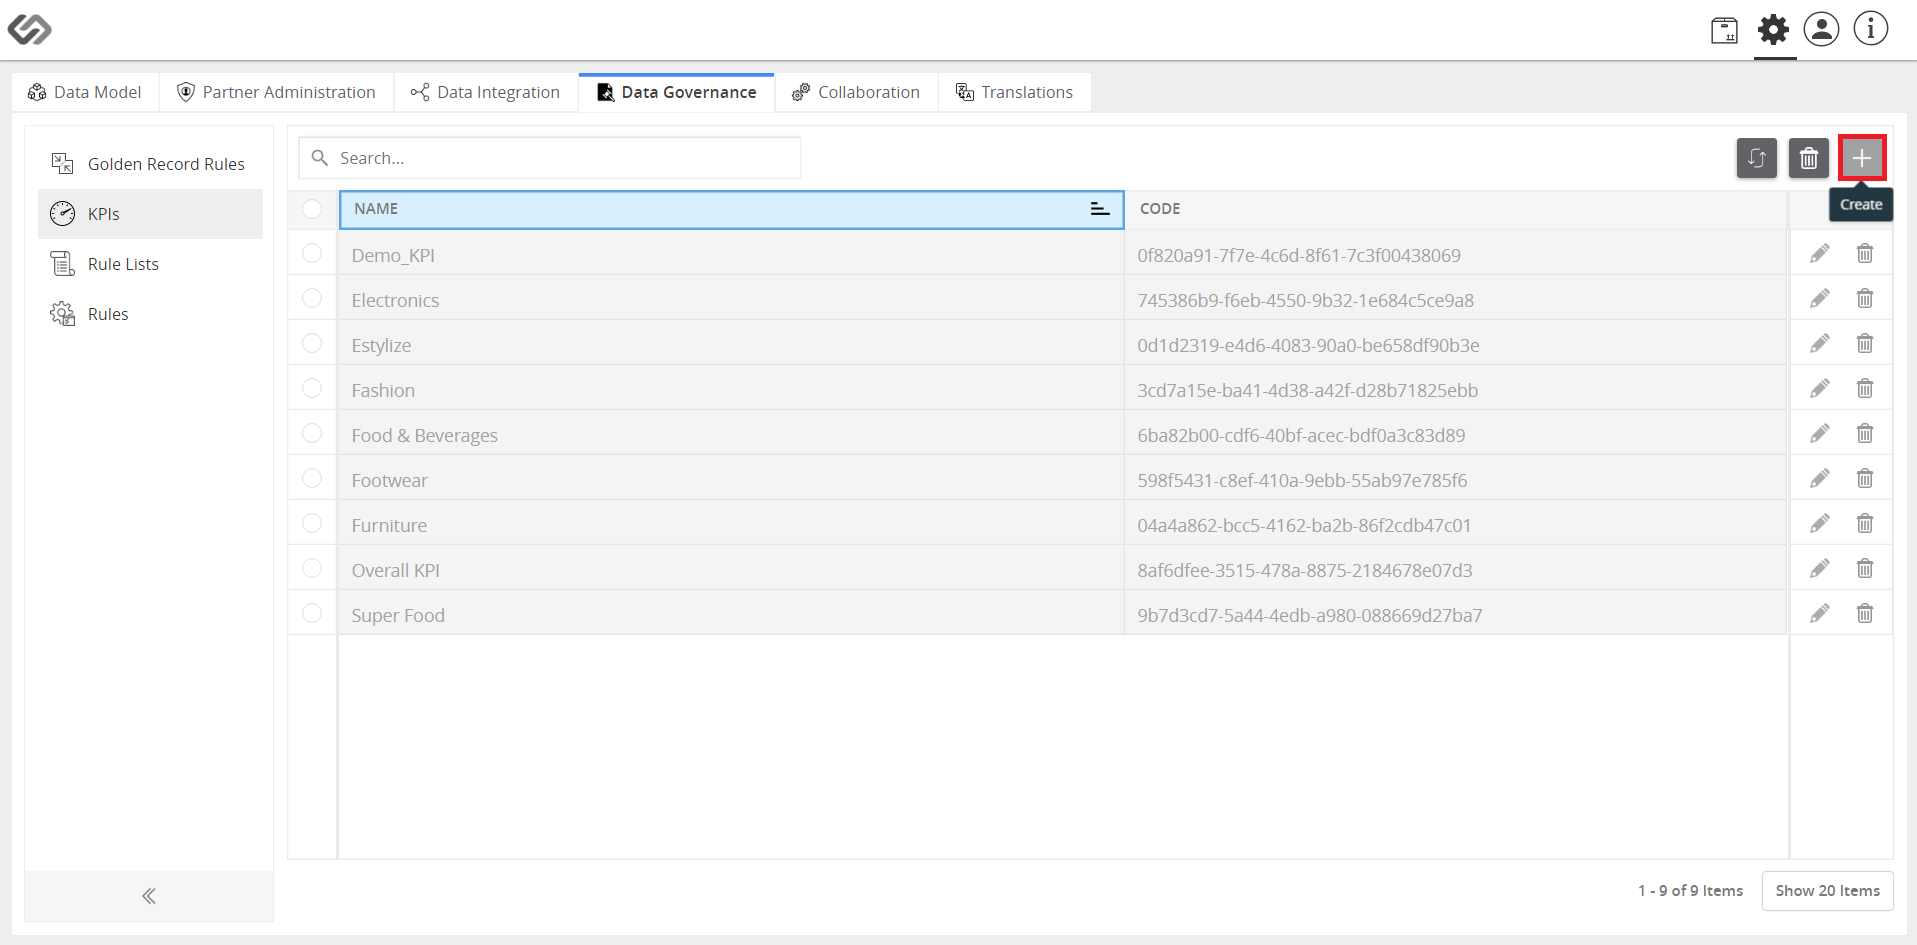 Data Model
Partner Administration
Data Integration
Data Governance
Collaboration
Translations
Golden Record Rules
KPIs
Rule Lists
Rules
Search...
Create
NAME CODE
Demo_KPI 0f820a91-7f7e-4c6d-8f61-7c3f00438069
Electronics 745386b9-f6eb-4550-9b32-1e684c5ce9a8
Estylize 0d1d2319-e4d6-4083-90a0-be658df90b3e
Fashion 3cd7a15e-ba41-4d38-a42f-d28b71825ebb
Food & Beverages 6ba82b00-cdf6-40bf-acec-bdf0a3c83d89
Footwear 598f5431-c8ef-410a-9ebb-55ab97e785f6
Furniture 04a4a862-bcc5-4162-ba2b-86f2cdb47c01
Overall KPI 8af6dfee-3515-478a-8875-2184678e07d3
Super Food 9b7d3cd7-5a44-4edb-a980-088669d27ba7
1 - 9 of 9 Items
Show 20 Items